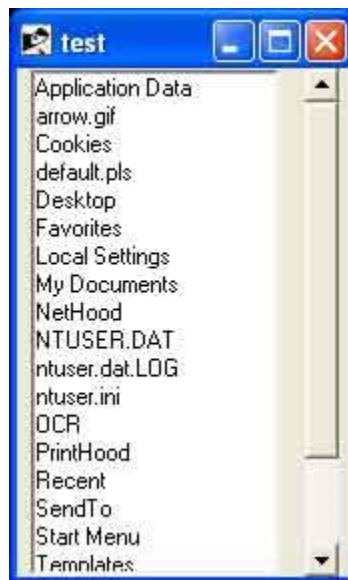 test
Application Data
arrow.gif
Cookies
default.pls
Desktop
Favorites
Local Settings
My Documents
NetHood
NTUSER.DAT
ntuser.dat.LOG
ntuser.ini
OCR
PrintHood
Recent
SendTo
Start Menu
Templates